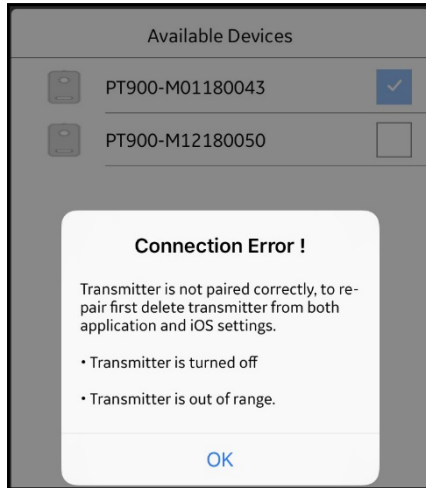 Available Devices
PT900-M01180043
PT900-M12180050
Connection Error !
Transmitter is not paired correctly, to re-
pair first delete transmitter from both
application and iOS settings.
• Transmitter is turned off
• Transmitter is out of range.
OK